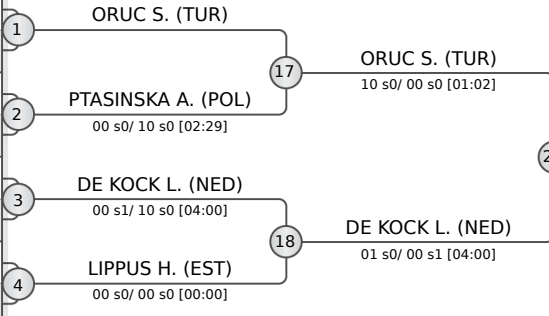 ORUC S. (TUR)
1
17
ORUC S. (TUR)
10 s0/ 00 s0 [01:02]
PTASINSKA A. (POL)
2
00 s0/ 10 s0 [02:29]
2
DE KOCK L. (NED)
3
00 s1/ 10 s0 [04:00]
18
DE KOCK L. (NED)
01 s0/ 00 s1 [04:00]
LIPPUS H. (EST)
4
00 s0/ 00 s0 [00:00]